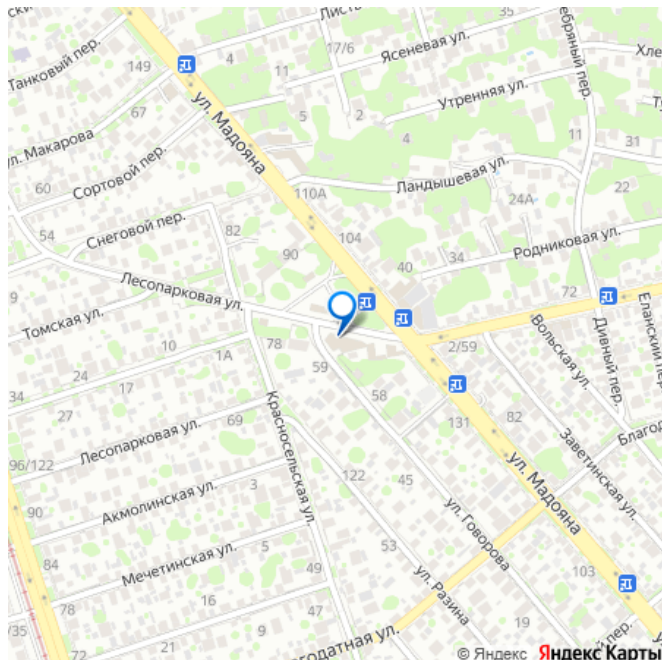 ский
Листв
35
Танковый пер.
4
17/6
Ясеневая ул.
ебряный пер.
Хле
149
11
67
ул. Мадояна
5
2
Утренняя ул.
4
11
31
ул. Макарова
60
Сортовой пер.
110А
Ландышевая ул.
22
24А
54
Снеговой пер.
82
90
104
Родниковая ул.
34
40
9
Лесопарковая ул.
72
Томская ул.
10
78
2/59
Вольская ул.
Дивный пер.
Еланский пер
1А
59
24
17
34
27
58
69
131
82
Благод
Лесопарковая ул.
Красносельская ул.
96/122
122
45
Заветинская ул.
ул. Мадояна
90
Акмолинская ул.
3
ул. Говорова
84
53
103
Мечетинская ул.
5
49
ул. Разина
78
16
47
/35
72
21
9
годатная ул.
19
й пер.
© Яндекс Яндекс Карты